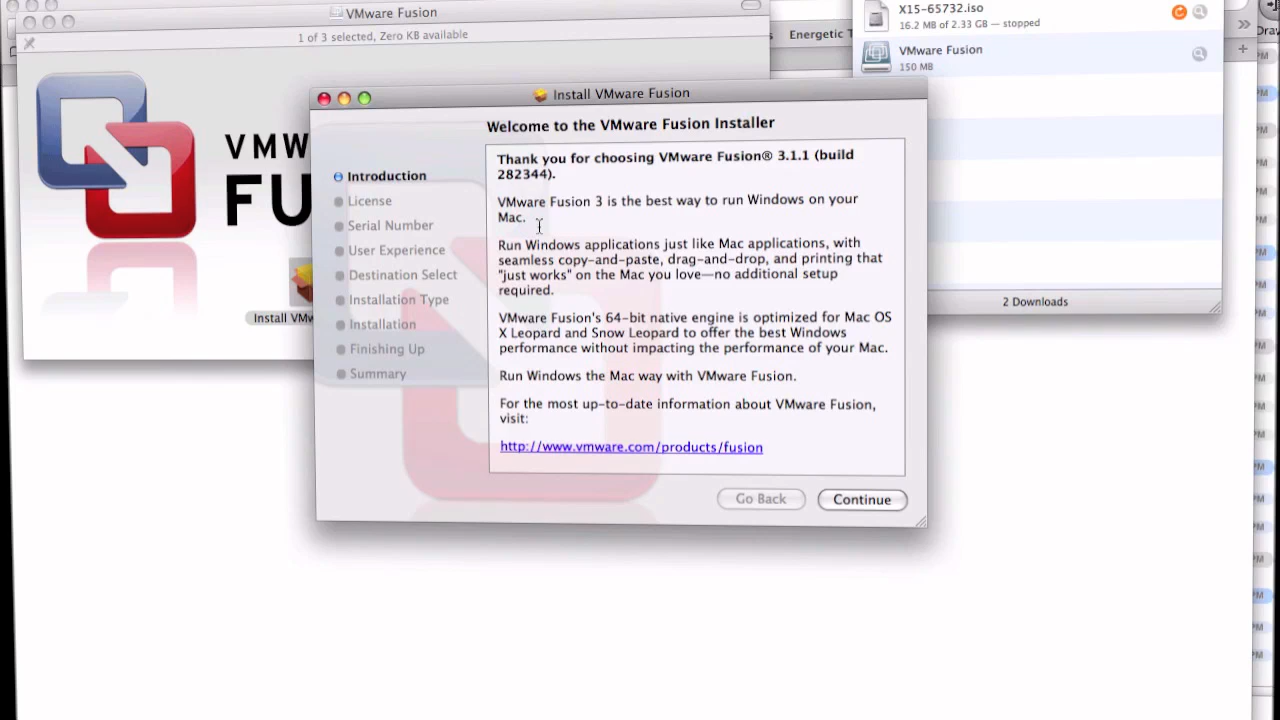 VMware Fusion
1 of 3 selected, Zero KB available
VMW
FU
Install VMw
Energetic T
X15-65732.iso
16.2 MB of 2.33 GB — stopped
VMware Fusion
150 MB
2 Downloads
Install VMware Fusion
Welcome to the VMware Fusion Installer
Introduction
License
Serial Number
User Experience
Destination Select
Installation Type
Installation
Finishing Up
Summary
Thank you for choosing VMware Fusion® 3.1.1 (build
282344).
VMware Fusion 3 is the best way to run Windows on your
Mac.
Run Windows applications just like Mac applications, with
seamless copy-and-paste, drag-and-drop, and printing that
"just works" on the Mac you love—no additional setup
required.
VMware Fusion's 64-bit native engine is optimized for Mac OS
X Leopard and Snow Leopard to offer the best Windows
performance without impacting the performance of your Mac.
Run Windows the Mac way with VMware Fusion.
For the most up-to-date information about VMware Fusion,
visit:
http://www.vmware.com/products/fusion
Go Back
Continue